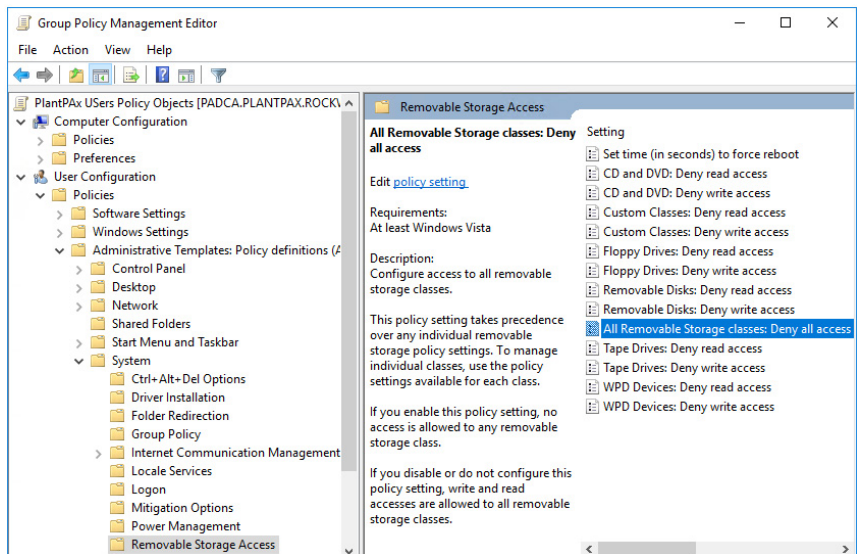 Group Policy Management Editor
File Action View Help
PlantPAx USers Policy Objects [PADCA.PLANTPAX.ROCKW
Computer Configuration
Policies
Preferences
User Configuration
Policies
Software Settings
Windows Settings
Administrative Templates: Policy definitions (A
Control Panel
Desktop
Network
Shared Folders
Start Menu and Taskbar
System
Ctrl+Alt+Del Options
Driver Installation
Folder Redirection
Group Policy
Internet Communication Management
Locale Services
Logon
Mitigation Options
Power Management
Removable Storage Access
Removable Storage Access
All Removable Storage classes: Deny
all access
Edit policy setting
Requirements:
At least Windows Vista
Description:
Configure access to all removable
storage classes.
This policy setting takes precedence
over any individual removable
storage policy settings. To manage
individual classes, use the policy
settings available for each class.
If you enable this policy setting, no
access is allowed to any removable
storage class.
If you disable or do not configure this
policy setting, write and read
accesses are allowed to all removable
storage classes.
Setting
Set time (in seconds) to force reboot
CD and DVD: Deny read access
CD and DVD: Deny write access
Custom Classes: Deny read access
Custom Classes: Deny write access
Floppy Drives: Deny read access
Floppy Drives: Deny write access
Removable Disks: Deny read access
Removable Disks: Deny write access
All Removable Storage classes: Deny all access
Tape Drives: Deny read access
Tape Drives: Deny write access
WPD Devices: Deny read access
WPD Devices: Deny write access